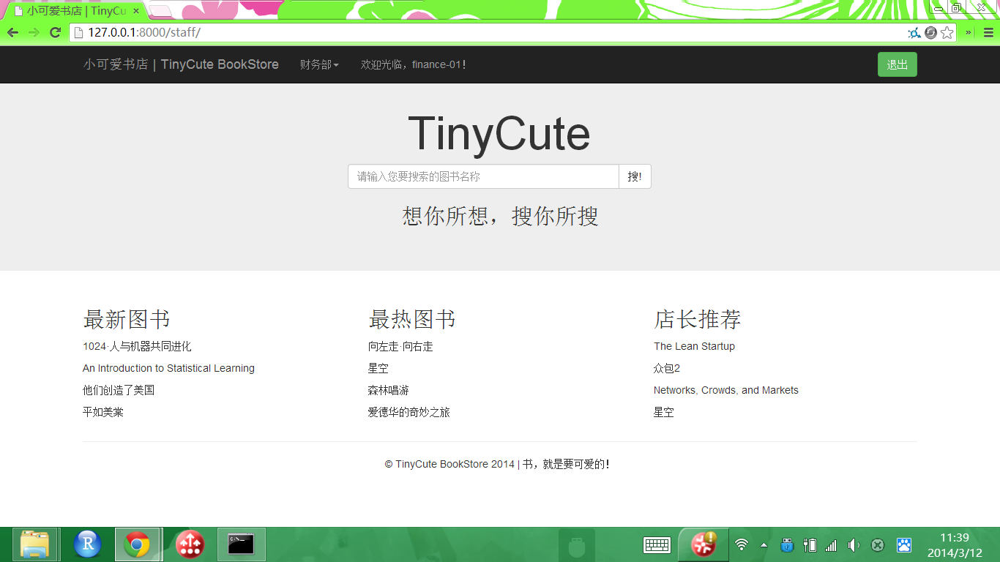 小可爱书店 | TinyCu
127.0.0.1:8000/staff/
小可爱书店 | TinyCute BookStore 财务部 欢迎光临，finance-01！ 退出
TinyCute
请输入您要搜索的图书名称 搜!
想你所想，搜你所搜
最新图书 最热图书 店长推荐
1024·人与机器共同进化 向左走·向右走 The Lean Startup
An Introduction to Statistical Learning 星空 众包2
他们创造了美国 森林唱游 Networks, Crowds, and Markets
平如美棠 爱德华的奇妙之旅 星空
© TinyCute BookStore 2014 | 书，就是要可爱的！
R
C:\_
11:39
2014/3/12